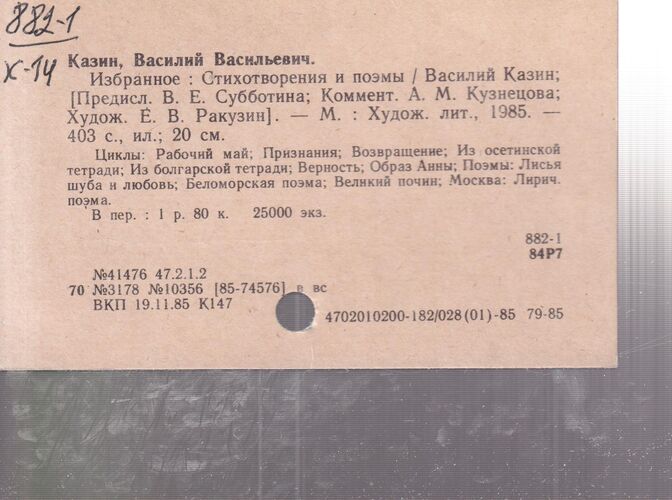 882-1
К-14
Казин, Василий Васильевич.
Избранное : Стихотворения и поэмы / Василий Казин;
[Предисл. В. Е. Субботина; Коммент. А. М. Кузнецова;
Худож. Е. В. Ракузин]. — М. : Худож. лит., 1985. —
403 с., ил.; 20 см.
Циклы: Рабочий май; Признания; Возвращение; Из осетинской
тетради; Из болгарской тетради; Верность; Образ Анны; Поэмы: Лисья
шуба и любовь; Беломорская поэма; Великий почин; Москва: Лирич.
поэма.
В пер. : 1 р. 80 к. 25000 экз.
882-1
84Р7
№41476 47.2.1.2
70 №3178 №10356 [85-74576] в вс
ВКП 19.11.85 К147
4702010200-182/028(01)-85 79-85